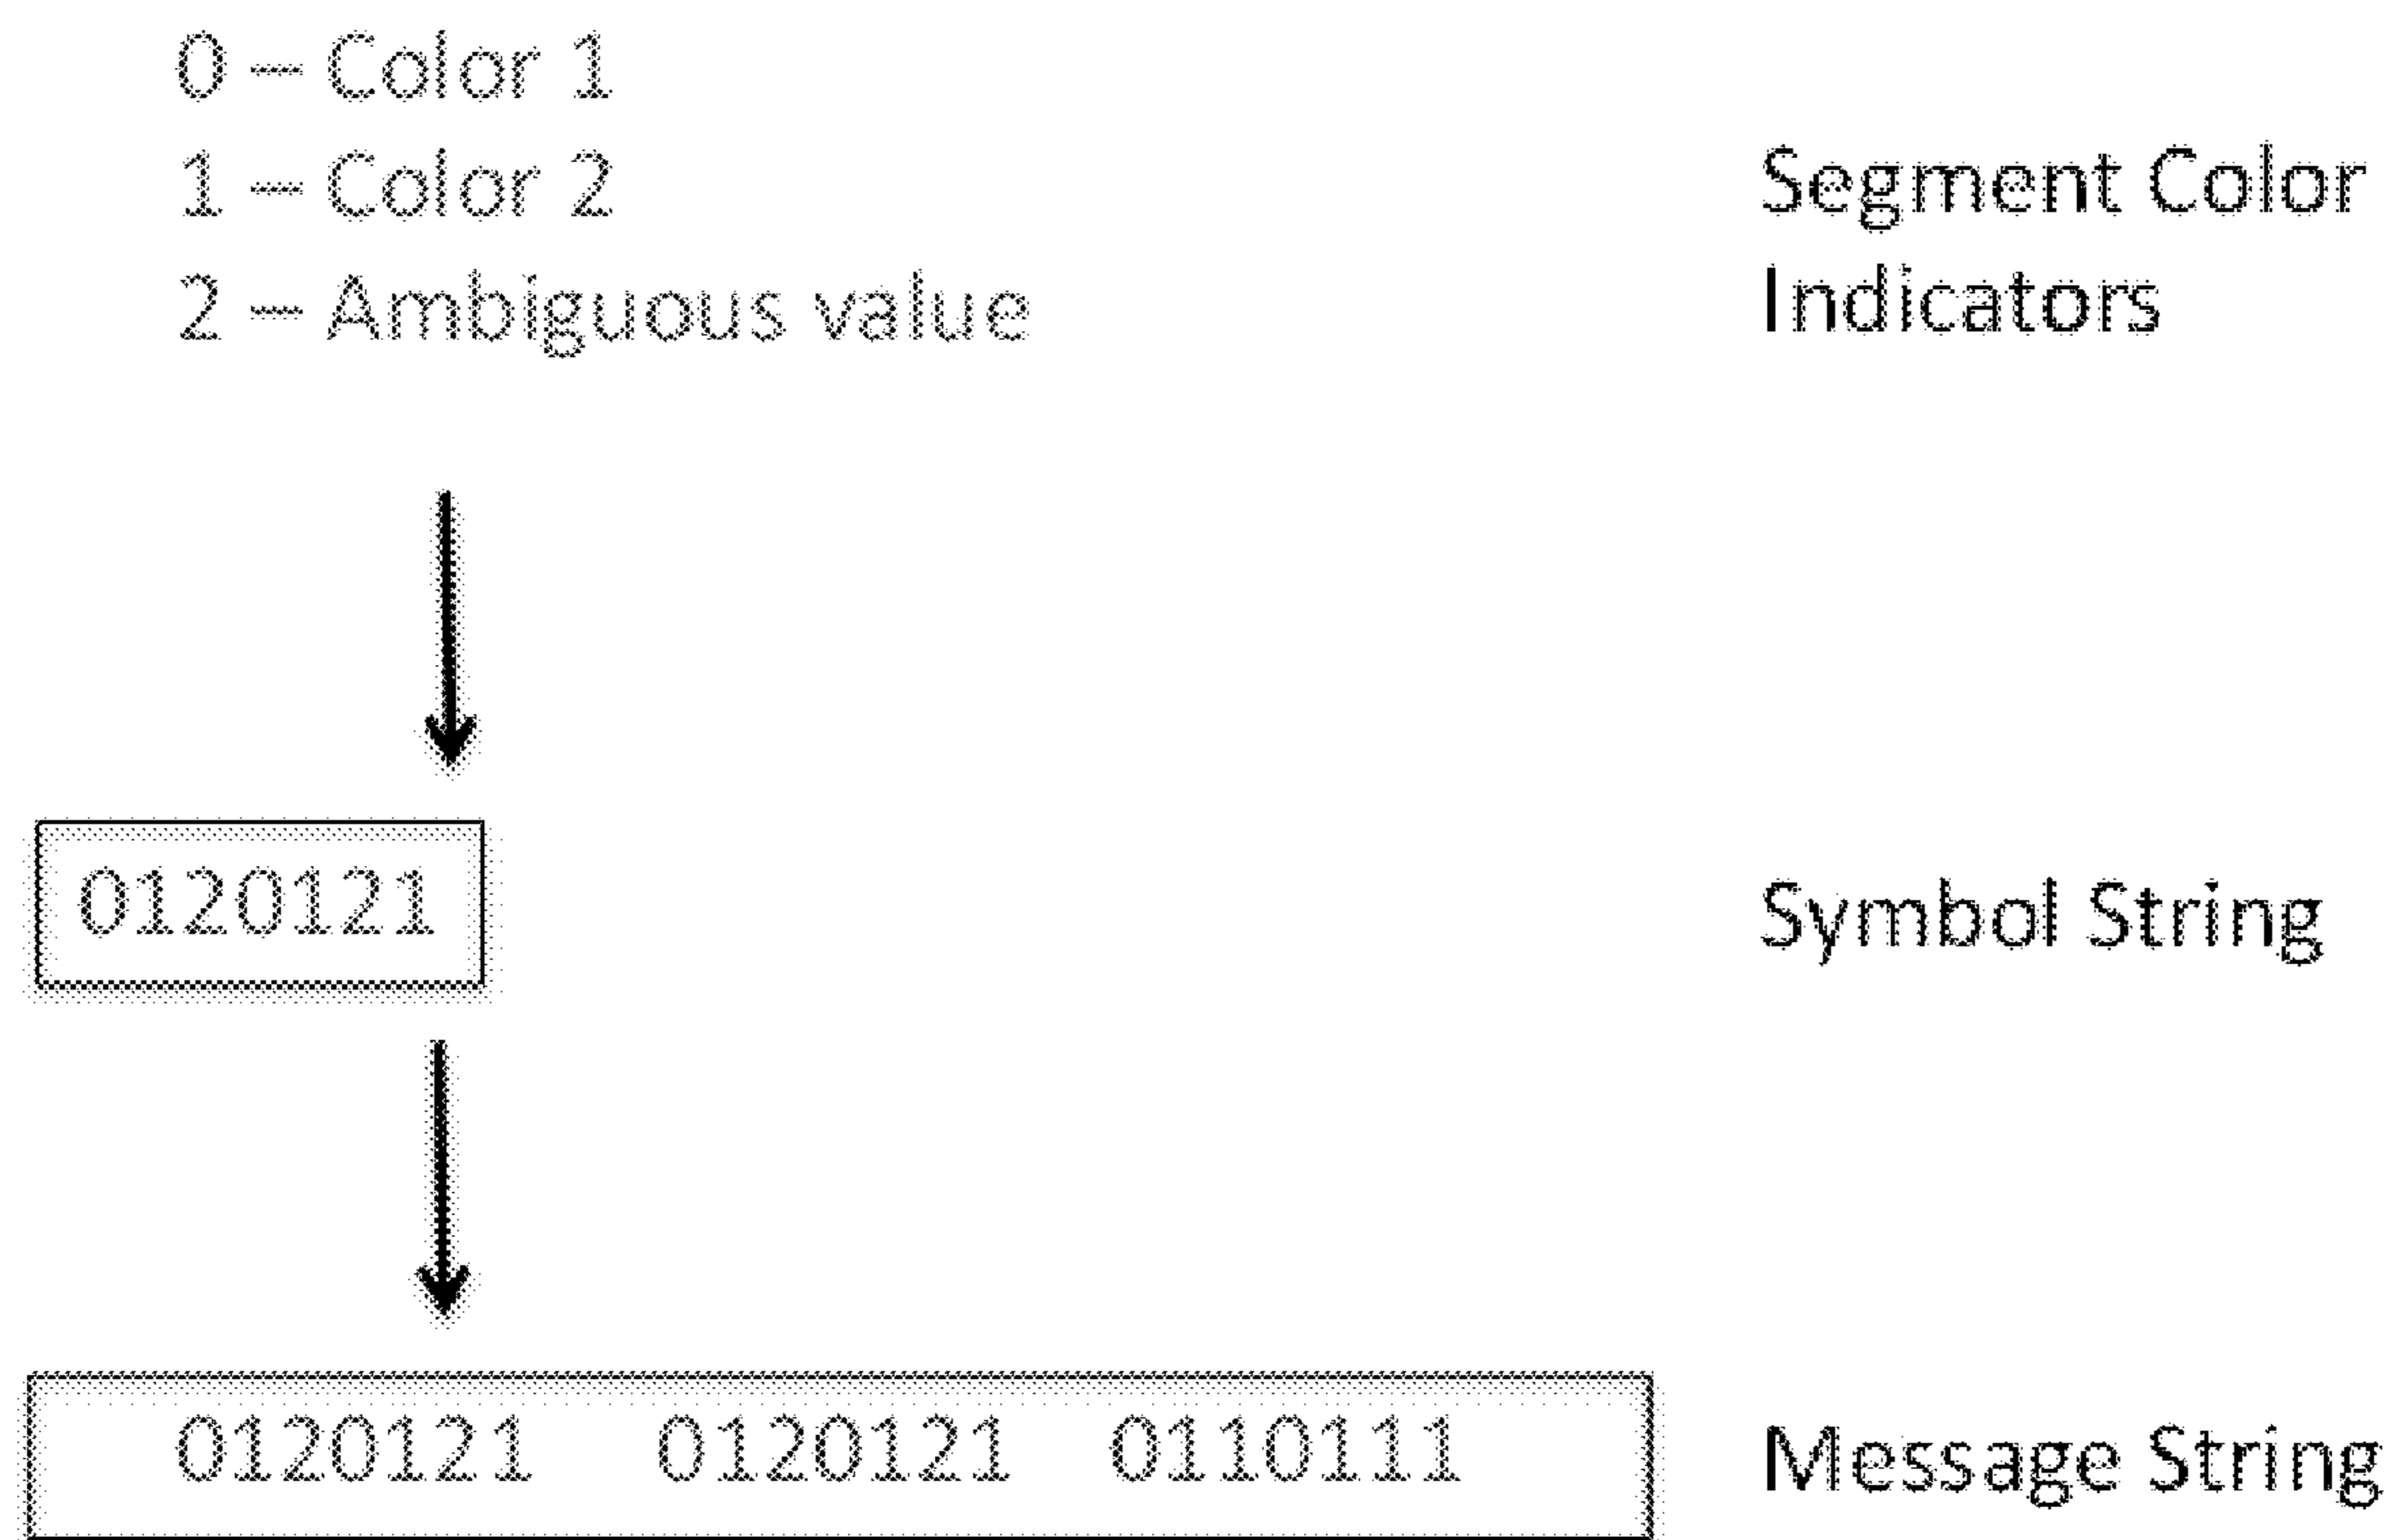 0 – Color 1
1 – Color 2
2 – Ambiguous value
Segment Color
Indicators
0120121
Symbol String
0120121 0120121 0110111
Message String